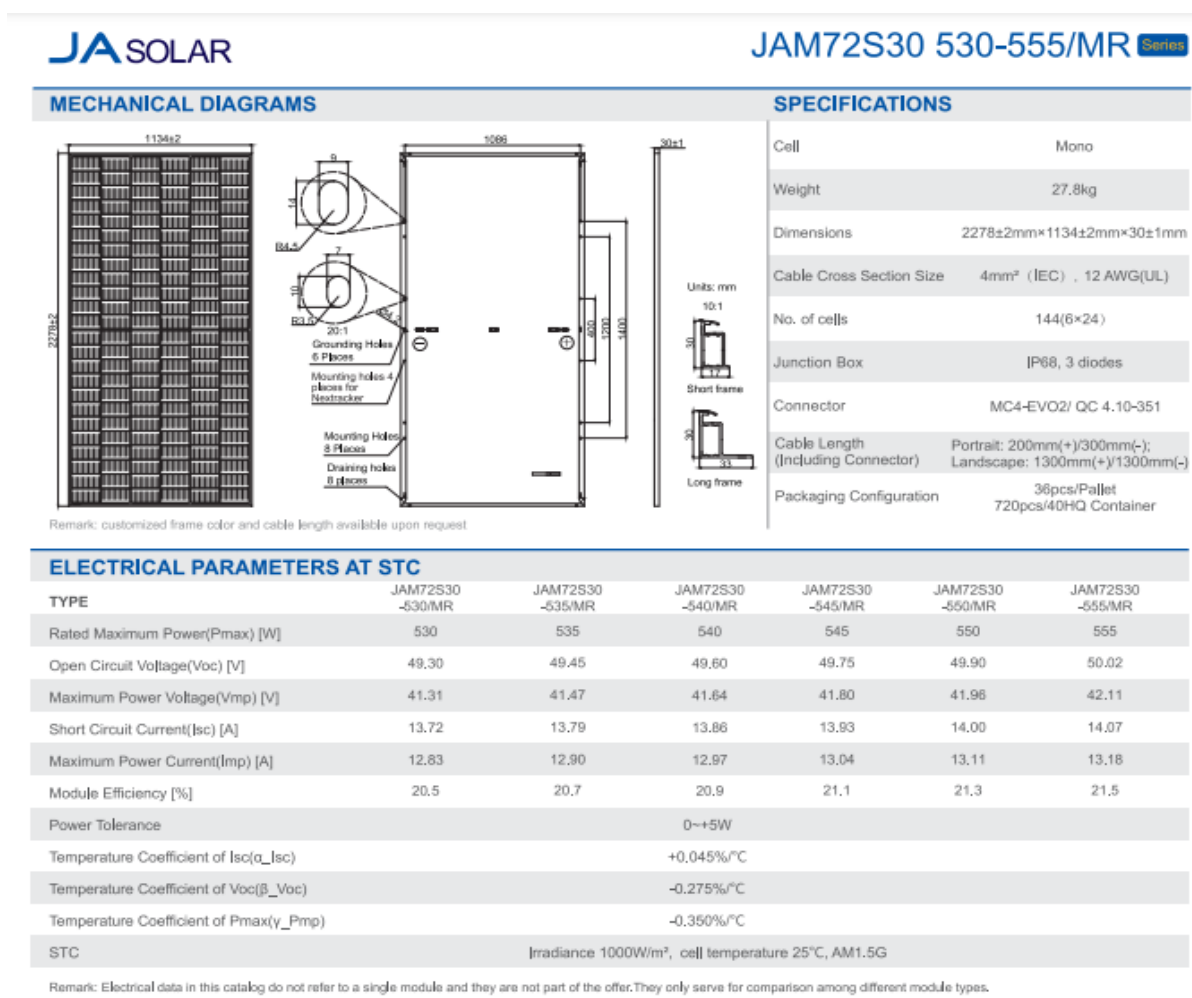 JA SOLAR
JAM72S30 530-555/MR Series
MECHANICAL DIAGRAMS
1134±2
2278±2
9
14
R4.5
7
10
R3.5
20:1
Grounding Holes
6 Places
Mounting holes 4
places for
Nextracker
Mounting Holes
8 Places
Draining holes
8 places
1086
400
1200
1400
30±1
Units: mm
10:1
30
17
Short frame
30
33
Long frame
Remark: customized frame color and cable length available upon request
SPECIFICATIONS
Cell Mono
Weight 27.8kg
Dimensions 2278±2mm×1134±2mm×30±1mm
Cable Cross Section Size 4mm² （IEC）, 12 AWG(UL)
No. of cells 144(6×24）
Junction Box IP68, 3 diodes
Connector MC4-EVO2/ QC 4.10-351
Cable Length Portrait: 200mm(+)/300mm(-);
(Including Connector) Landscape: 1300mm(+)/1300mm(-)
Packaging Configuration 36pcs/Pallet
720pcs/40HQ Container
ELECTRICAL PARAMETERS AT STC
TYPE JAM72S30 -530/MR JAM72S30 -535/MR JAM72S30 -540/MR JAM72S30 -545/MR JAM72S30 -550/MR JAM72S30 -555/MR
Rated Maximum Power(Pmax) [W] 530 535 540 545 550 555
Open Circuit Voltage(Voc) [V] 49.30 49.45 49.60 49.75 49.90 50.02
Maximum Power Voltage(Vmp) [V] 41.31 41.47 41.64 41.80 41.96 42.11
Short Circuit Current(Isc) [A] 13.72 13.79 13.86 13.93 14.00 14.07
Maximum Power Current(Imp) [A] 12.83 12.90 12.97 13.04 13.11 13.18
Module Efficiency [%] 20.5 20.7 20.9 21.1 21.3 21.5
Power Tolerance 0~+5W
Temperature Coefficient of Isc(α_Isc) +0.045%/°C
Temperature Coefficient of Voc(β_Voc) -0.275%/°C
Temperature Coefficient of Pmax(γ_Pmp) -0.350%/°C
STC Irradiance 1000W/m², cell temperature 25°C, AM1.5G
Remark: Electrical data in this catalog do not refer to a single module and they are not part of the offer.They only serve for comparison among different module types.